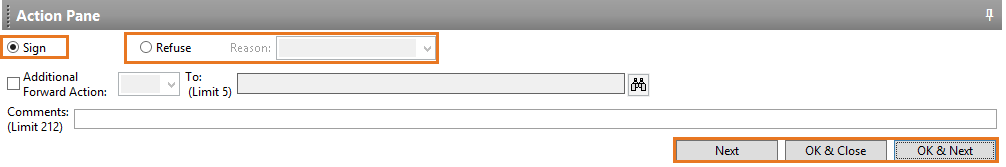 Action Pane
Sign Refuse Reason:
Additional Forward Action: To: (Limit 5)
Comments: (Limit 212)
Next OK & Close OK & Next